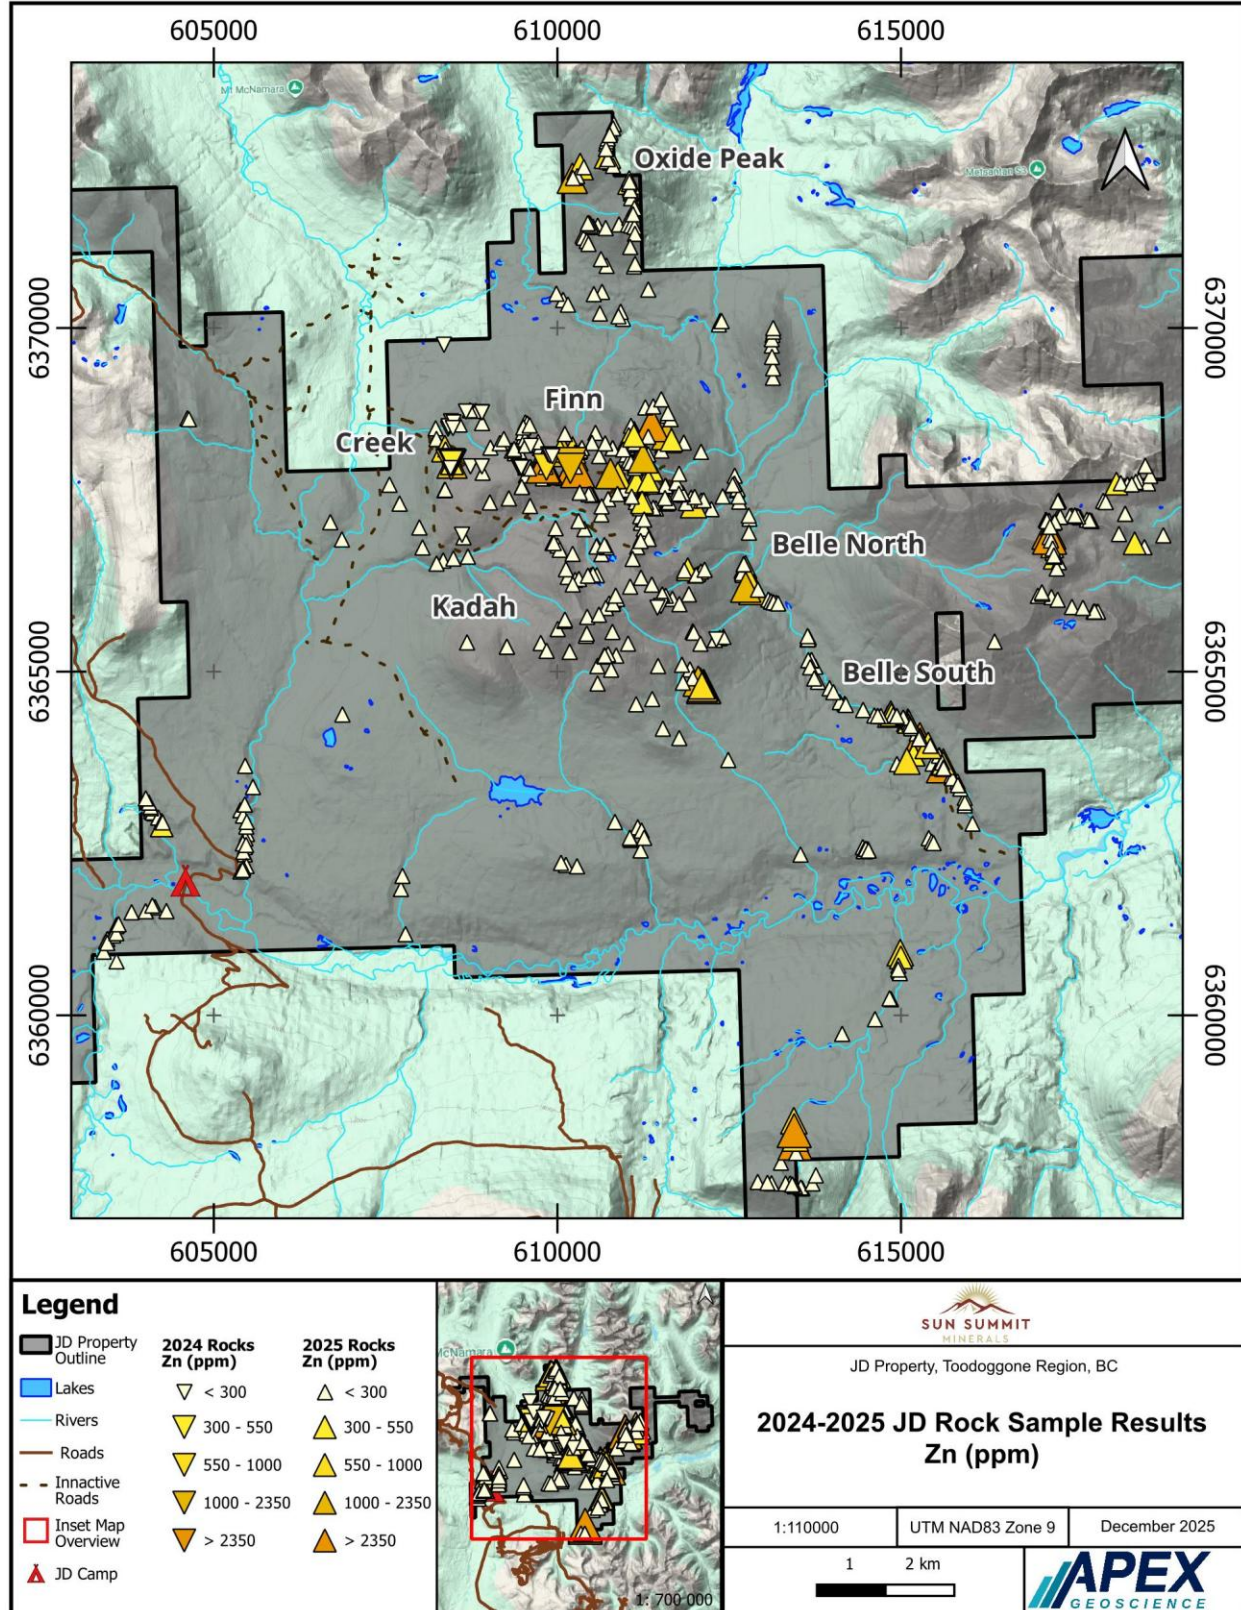 605000
610000
615000
Mt McNamara
Oxide Peak
Metsantan Sa
6370000
6370000
Finn
Creek
Belle North
Kadah
6365000
Belle South
6365000
6360000
6360000
605000
610000
615000
Legend
JD Property
Outline
Lakes
Rivers
Roads
Innactive
Roads
Inset Map
Overview
JD Camp
2024 Rocks
Zn (ppm)
< 300
300 - 550
550 - 1000
1000 - 2350
> 2350
2025 Rocks
Zn (ppm)
< 300
300 - 550
550 - 1000
1000 - 2350
> 2350
McNamara
1: 700 000
SUN SUMMIT
MINERALS
JD Property, Toodoggone Region, BC
2024-2025 JD Rock Sample Results
Zn (ppm)
1:110000
UTM NAD83 Zone 9
December 2025
1
2 km
APEX
GEOSCIENCE